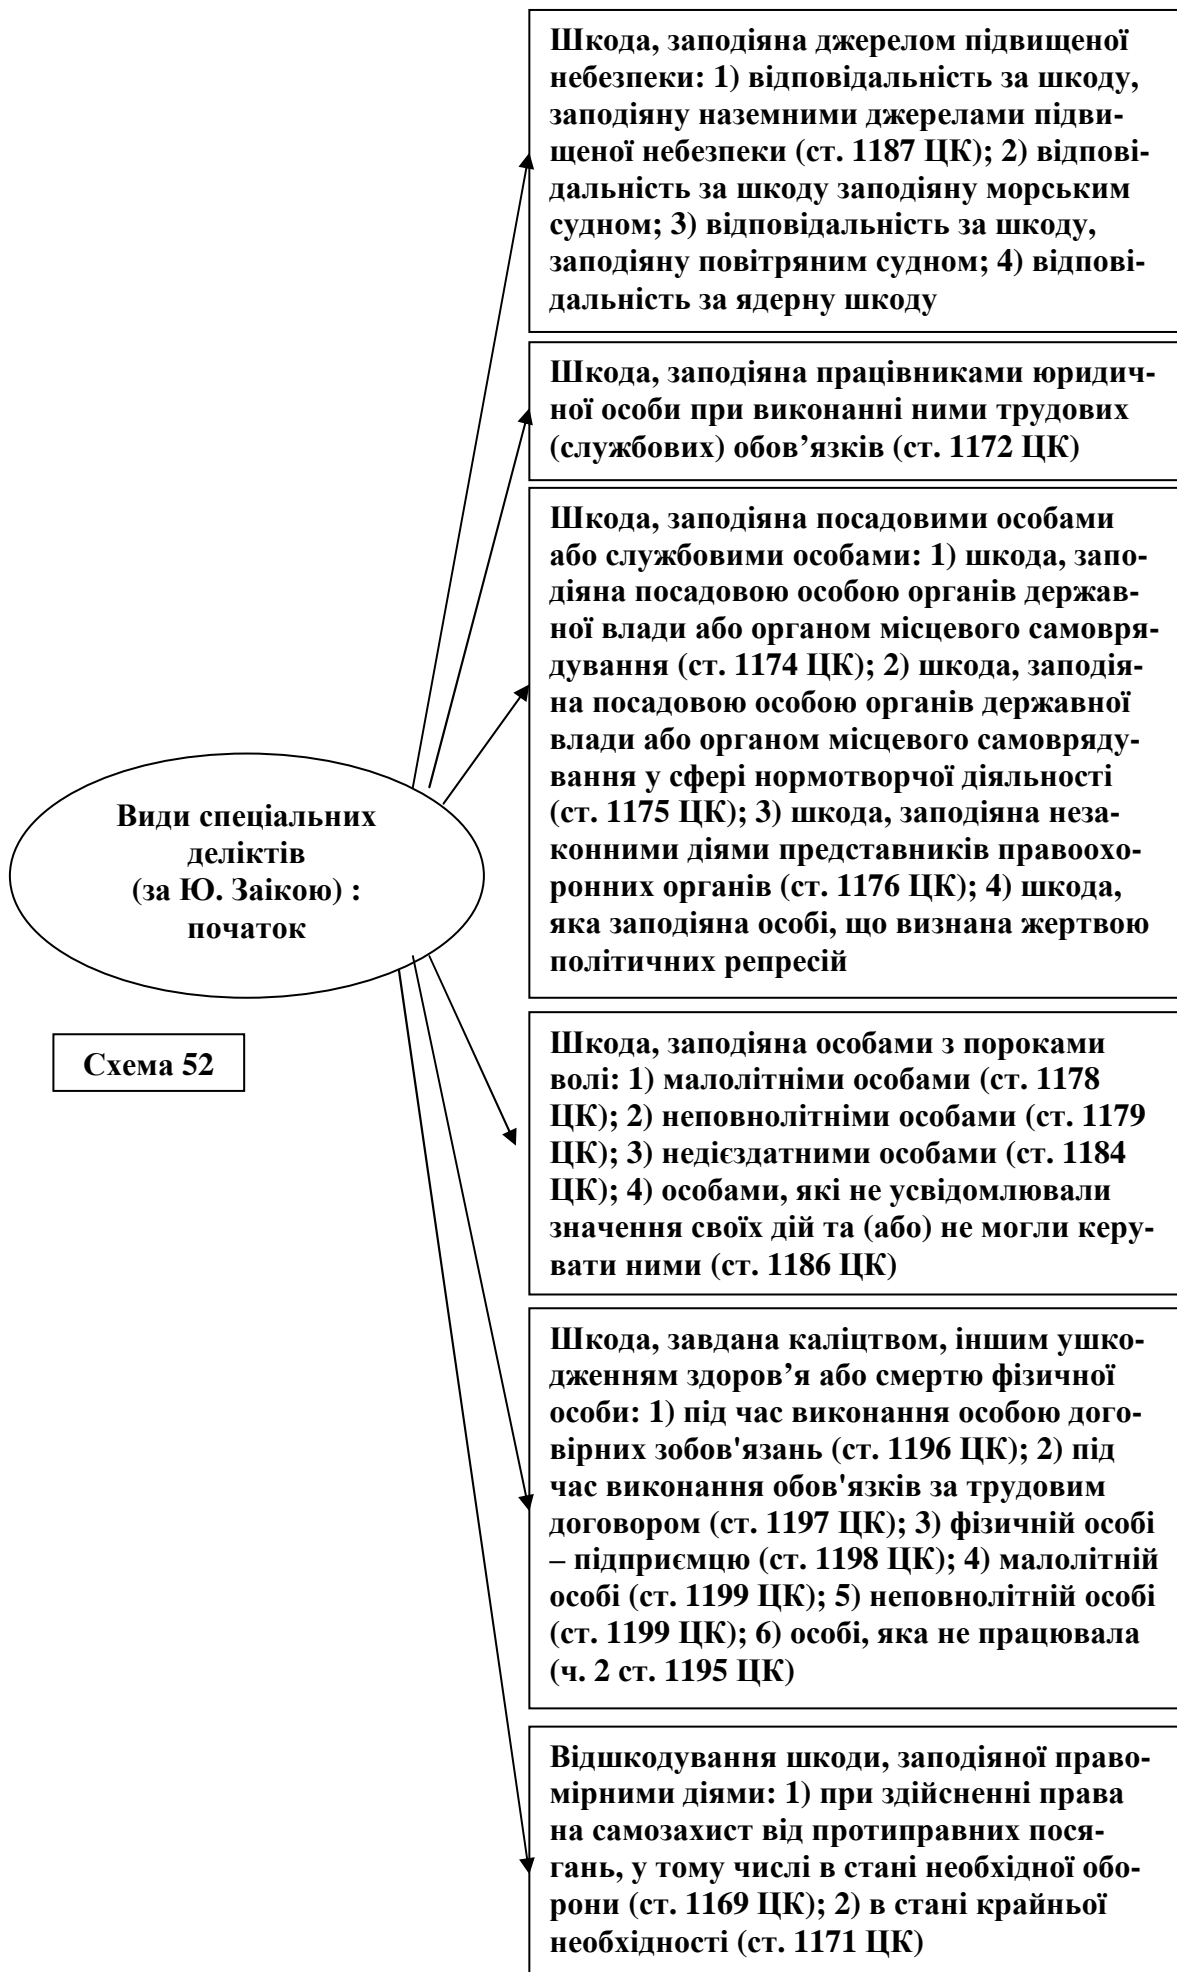 Шкода, заподіяна джерелом підвищеної
небезпеки: 1) відповідальність за шкоду,
заподіяну наземними джерелами підви-
щеної небезпеки (ст. 1187 ЦК); 2) відпові-
дальність за шкоду заподіяну морським
судном; 3) відповідальність за шкоду,
заподіяну повітряним судном; 4) відпові-
дальність за ядерну шкоду
Шкода, заподіяна працівниками юридич-
ної особи при виконанні ними трудових
(службових) обов’язків (ст. 1172 ЦК)
Шкода, заподіяна посадовими особами
або службовими особами: 1) шкода, запо-
діяна посадовою особою органів держав-
ної влади або органом місцевого самовря-
дування (ст. 1174 ЦК); 2) шкода, заподія-
на посадовою особою органів державної
влади або органом місцевого самовряду-
вання у сфері нормотворчої діяльності
(ст. 1175 ЦК); 3) шкода, заподіяна неза-
конними діями представників правоохо-
ронних органів (ст. 1176 ЦК); 4) шкода,
яка заподіяна особі, що визнана жертвою
політичних репресій
Види спеціальних
деліктів
(за Ю. Заікою) :
початок
Схема 52
Шкода, заподіяна особами з пороками
волі: 1) малолітніми особами (ст. 1178
ЦК); 2) неповнолітніми особами (ст. 1179
ЦК); 3) недієздатними особами (ст. 1184
ЦК); 4) особами, які не усвідомлювали
значення своїх дій та (або) не могли керу-
вати ними (ст. 1186 ЦК)
Шкода, завдана каліцтвом, іншим ушко-
дженням здоров’я або смертю фізичної
особи: 1) під час виконання особою дого-
вірних зобов'язань (ст. 1196 ЦК); 2) під
час виконання обов'язків за трудовим
договором (ст. 1197 ЦК); 3) фізичній особі
– підприємцю (ст. 1198 ЦК); 4) малолітній
особі (ст. 1199 ЦК); 5) неповнолітній особі
(ст. 1199 ЦК); 6) особі, яка не працювала
(ч. 2 ст. 1195 ЦК)
Відшкодування шкоди, заподіяної право-
мірними діями: 1) при здійсненні права
на самозахист від протиправних пося-
гань, у тому числі в стані необхідної обо-
рони (ст. 1169 ЦК); 2) в стані крайньої
необхідності (ст. 1171 ЦК)